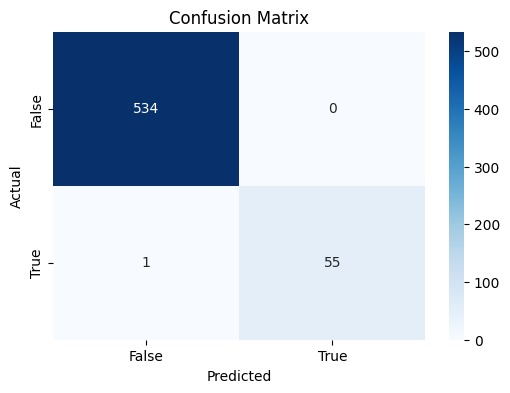 Confusion Matrix
500
400
300
200
100
0
False
True
Actual
534
0
1
55
False
True
Predicted